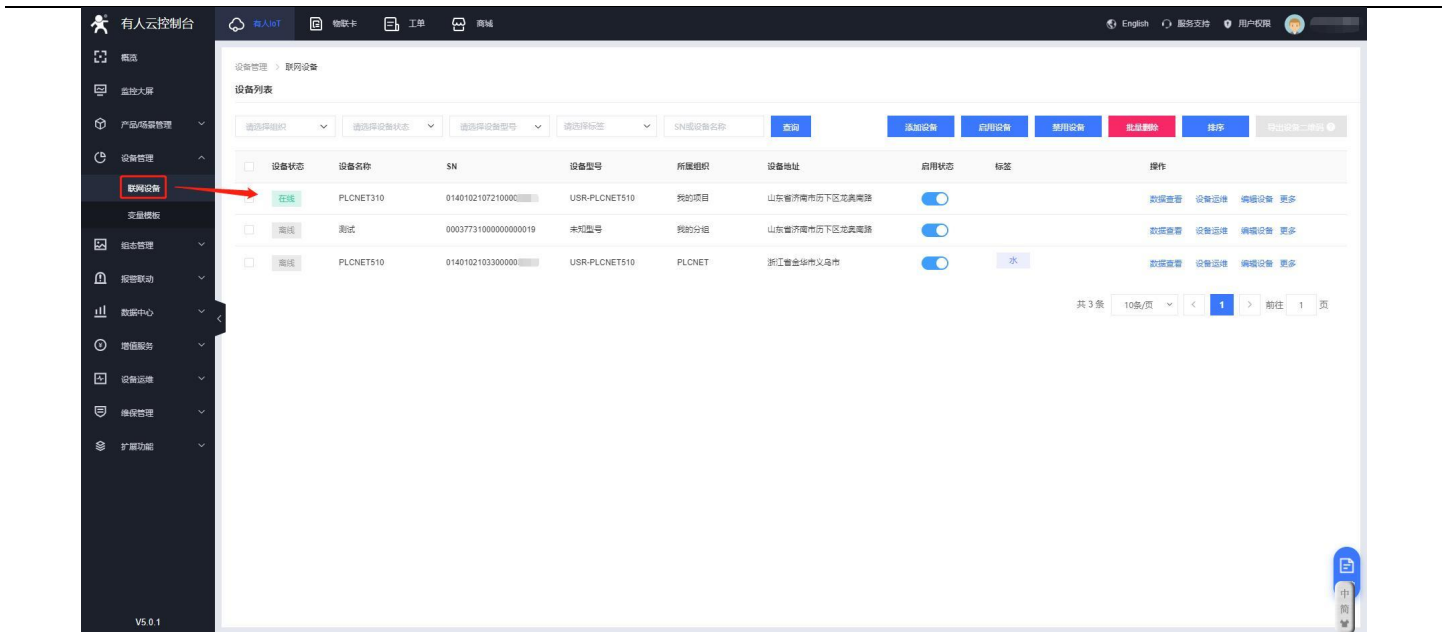 有人云控制台 有人IoT 物联卡 工单 商城 English 服务支持 用户权限
概览
监控大屏
产品/场景管理
设备管理
联网设备
变量模板
组态管理
报警联动
数据中心
增值服务
设备运维
维保管理
扩展功能
V5.0.1
设备管理 > 联网设备
设备列表
请选择组织 请选择设备状态 请选择设备型号 请选择标签 SN或设备名称 查询 添加设备 启用设备 禁用设备 批量删除 排序 导出设备二维码
设备状态 设备名称 SN 设备型号 所属组织 设备地址 启用状态 标签 操作
在线 PLCNET310 0140102107210000 USR-PLCNET510 我的项目 山东省济南市历下区龙奥南路 数据查看 设备运维 编辑设备 更多
离线 测试 00037731000000000019 未知型号 我的分组 山东省济南市历下区龙奥南路 数据查看 设备运维 编辑设备 更多
离线 PLCNET510 0140102103300000 USR-PLCNET510 PLCNET 浙江省金华市义乌市 水 数据查看 设备运维 编辑设备 更多
共 3 条 10条/页 < 1 > 前往 1 页
中
简